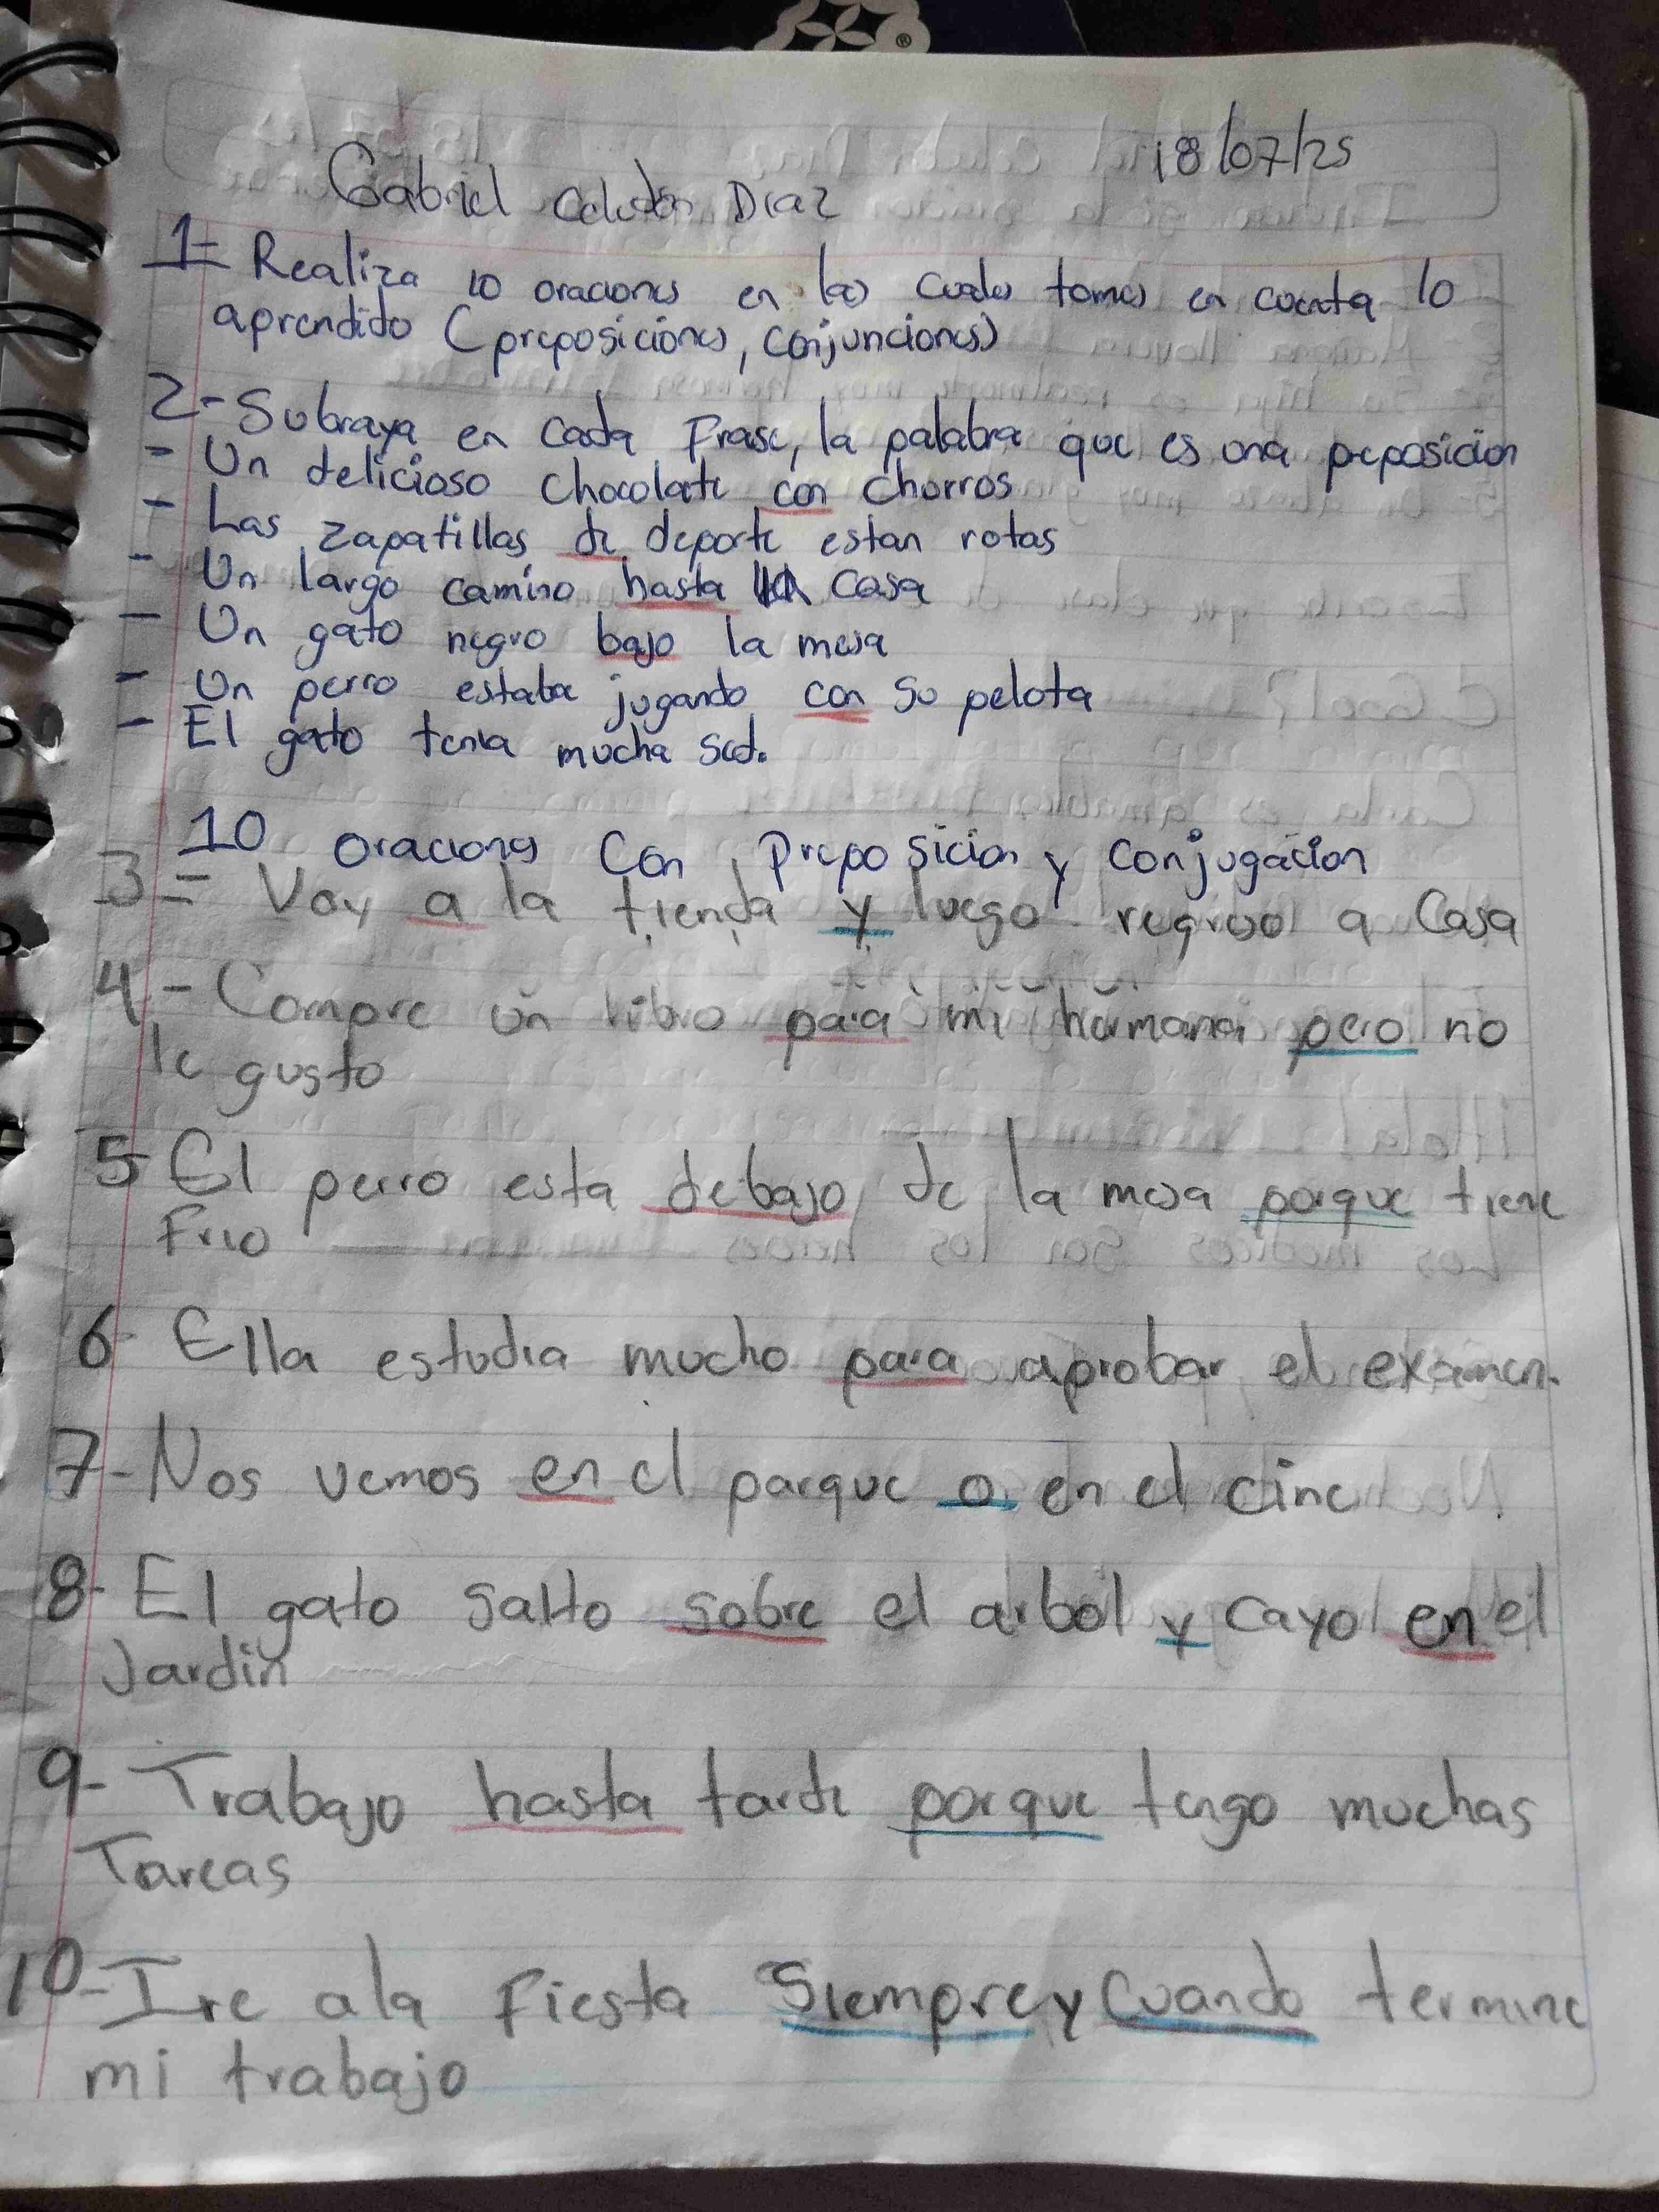 18/07/25
Gabriel Celedon Diaz
1= Realiza 10 oraciones en las cuales tomes en cuenta lo
aprendido (preposiciones, conjunciones)
2- Subraya en cada Frase, la palabra que es una preposicion
- Un delicioso chocolate con chorros
- Las zapatillas de deporte estan rotas
- Un largo camino hasta casa
- Un gato negro bajo la mesa
- Un perro estaba jugando con su pelota
- El gato tenia mucha sed.
10 oraciones con Preposicion y conjugacion
3= Voy a la tienda y luego regreso a Casa
4- Compre un libro para mi hermana pero no
le gusto
5- El perro esta debajo de la mesa porque tiene
Frio
6- Ella estudia mucho para aprobar el examen.
7- Nos vemos en el parque o en el cine
8- El gato salto sobre el arbol y cayo en el
Jardin
9- Trabajo hasta tarde porque tengo muchas
Tareas
10- Ire ala Fiesta Siempre y Cuando termine
mi trabajo